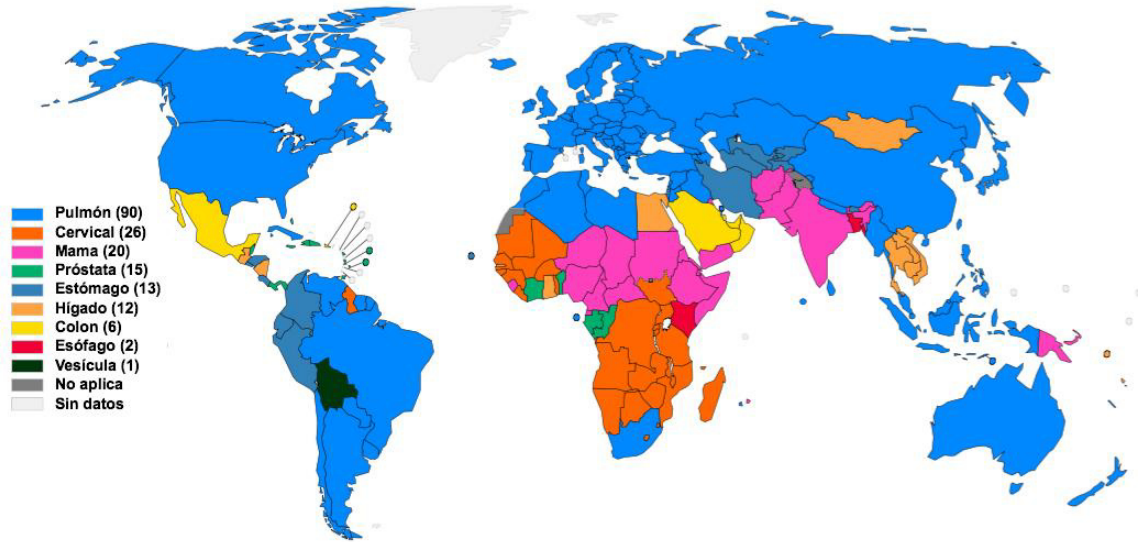 Pulmón (90)
Cervical (26)
Mama (20)
Próstata (15)
Estómago (13)
Hígado (12)
Colon (6)
Esófago (2)
Vesícula (1)
No aplica
Sin datos